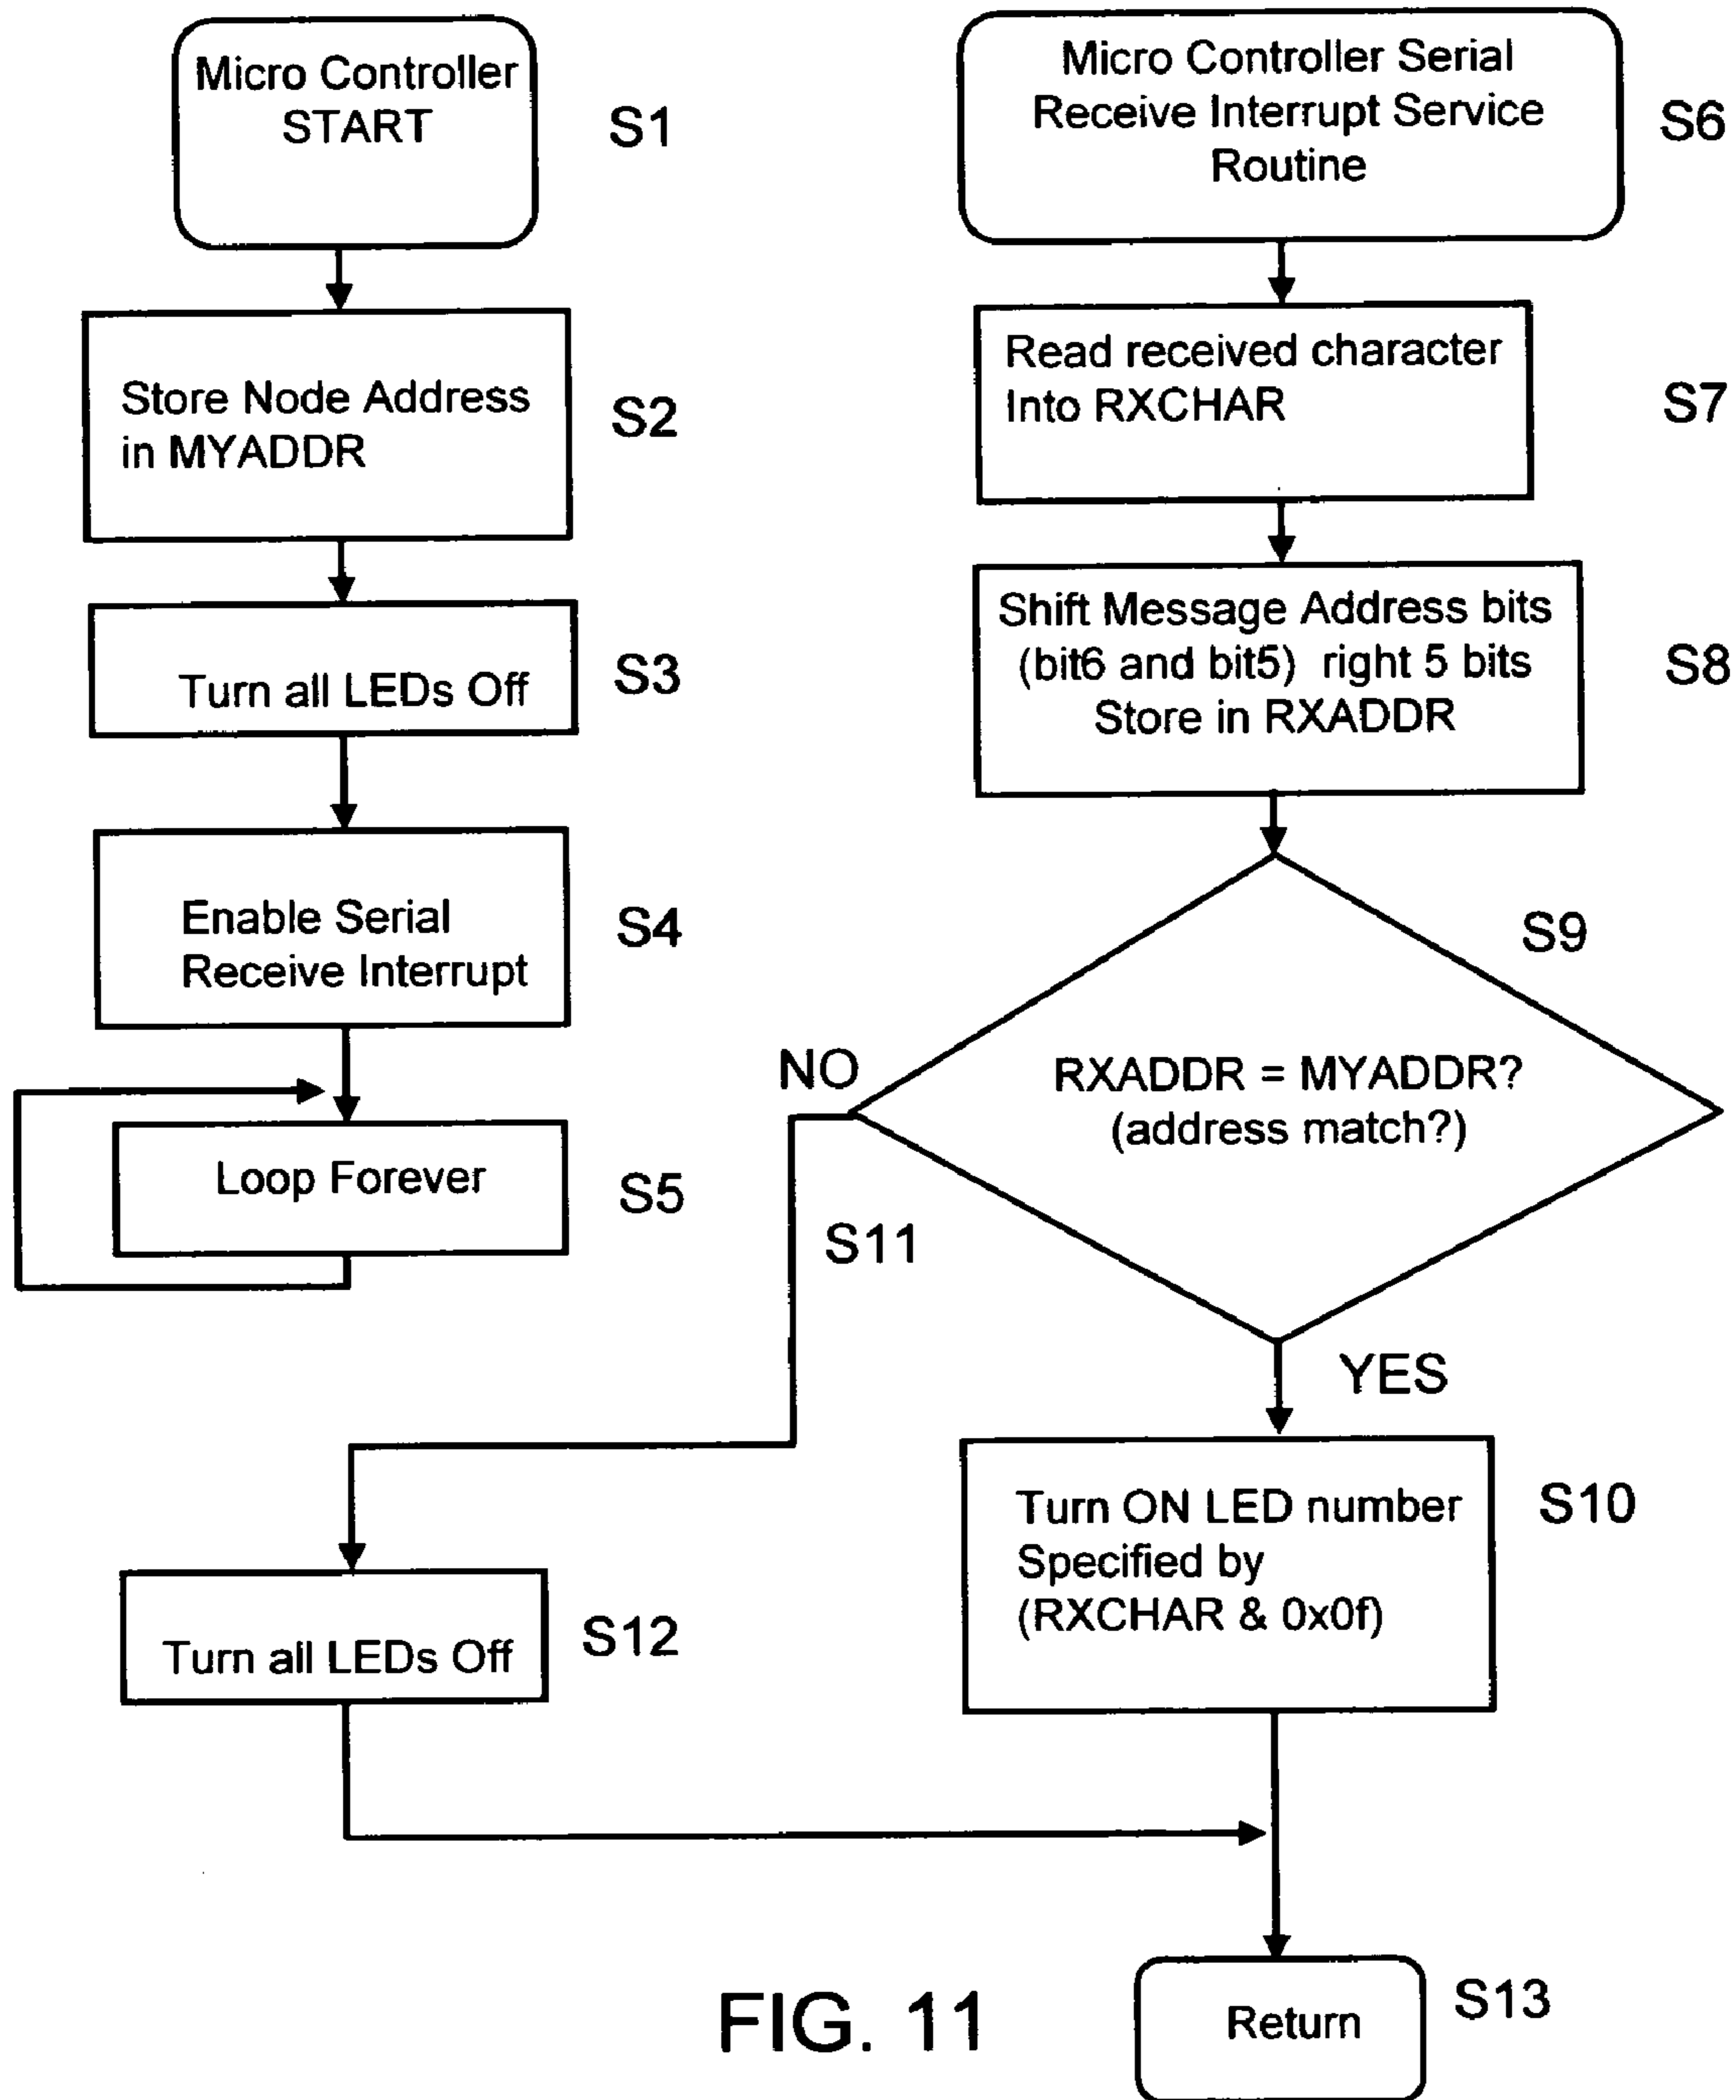 Micro Controller
START
S1
Store Node Address
in MYADDR
S2
Turn all LEDs Off
S3
Enable Serial
Receive Interrupt
S4
Loop Forever
S5
Micro Controller Serial
Receive Interrupt Service
Routine
S6
Read received character
Into RXCHAR
S7
Shift Message Address bits
(bit6 and bit5) right 5 bits
Store in RXADDR
S8
S9
RXADDR = MYADDR?
(address match?)
NO
S11
YES
Turn ON LED number
Specified by
(RXCHAR & 0x0f)
S10
Turn all LEDs Off
S12
Return
S13
FIG. 11